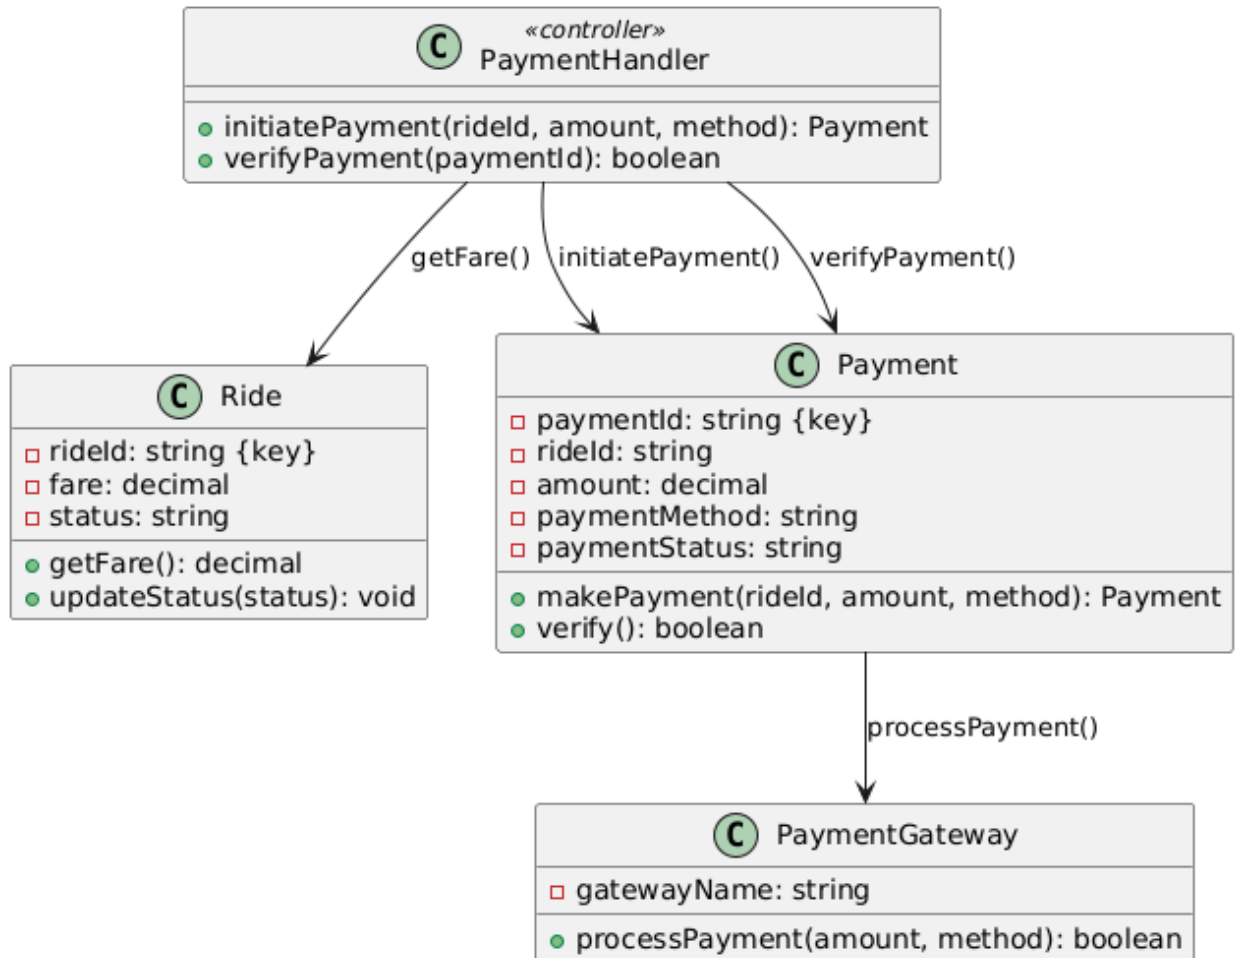 «controller»
C PaymentHandler
initiatePayment(rideId, amount, method): Payment
verifyPayment(paymentId): boolean
getFare()
initiatePayment()
verifyPayment()
C Ride
rideId: string {key}
fare: decimal
status: string
getFare(): decimal
updateStatus(status): void
C Payment
paymentId: string {key}
rideId: string
amount: decimal
paymentMethod: string
paymentStatus: string
makePayment(rideId, amount, method): Payment
verify(): boolean
processPayment()
C PaymentGateway
gatewayName: string
processPayment(amount, method): boolean